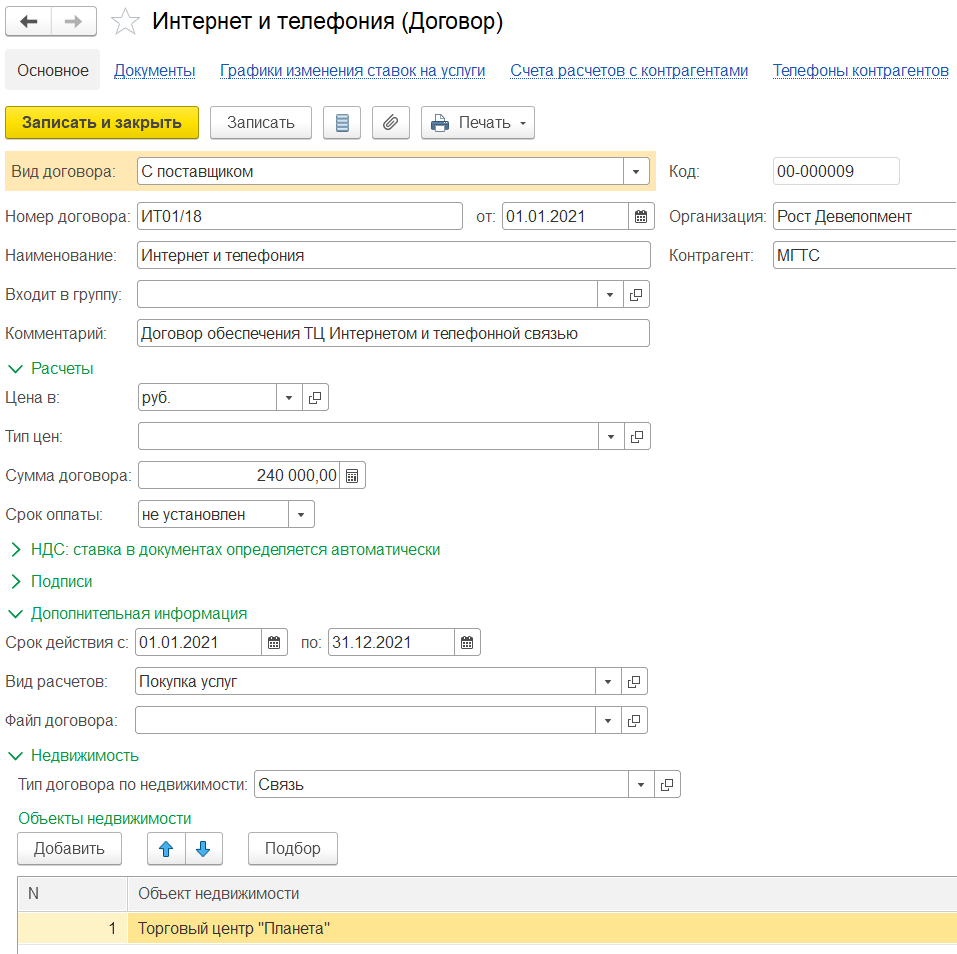 Интернет и телефония (Договор)
Основное Документы Графики изменения ставок на услуги Счета расчетов с контрагентами Телефоны контрагентов
Записать и закрыть Записать Печать
Вид договора: С поставщиком Код: 00-000009
Номер договора: ИТ01/18 от: 01.01.2021 Организация: Рост Девелопмент
Наименование: Интернет и телефония Контрагент: МГТС
Входит в группу:
Комментарий: Договор обеспечения ТЦ Интернетом и телефонной связью
Расчеты
Цена в: руб.
Тип цен:
Сумма договора: 240 000,00
Срок оплаты: не установлен
НДС: ставка в документах определяется автоматически
Подписи
Дополнительная информация
Срок действия с: 01.01.2021 по: 31.12.2021
Вид расчетов: Покупка услуг
Файл договора:
Недвижимость
Тип договора по недвижимости: Связь
Объекты недвижимости
Добавить Подбор
N Объект недвижимости
1 Торговый центр "Планета"